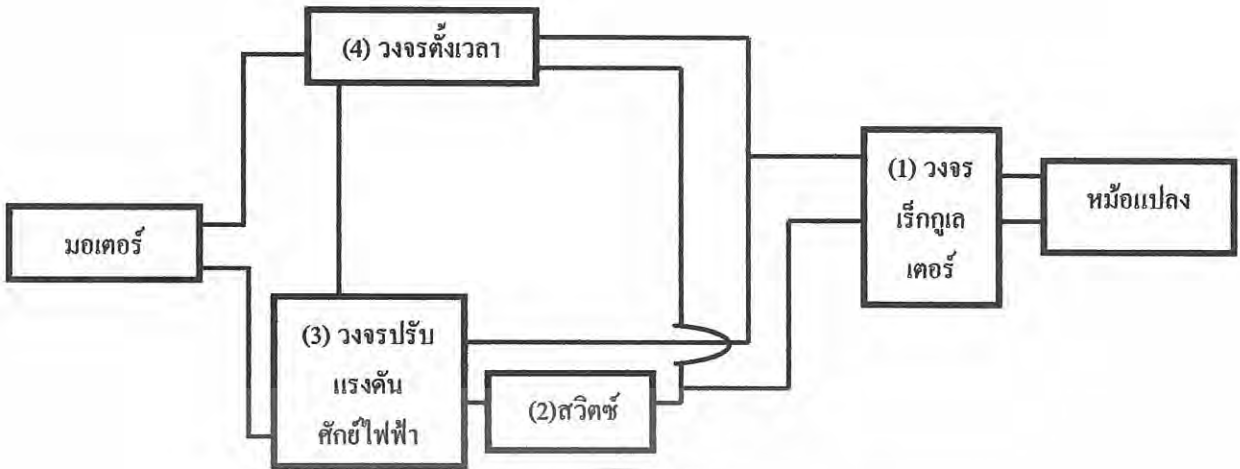 (4) วงจรตั้งเวลา
(1) วงจร
เร็กกูเล
เตอร์
หม้อแปลง
มอเตอร์
(3) วงจรปรับ
แรงดัน
ศักย์ไฟฟ้า
(2)สวิตซ์